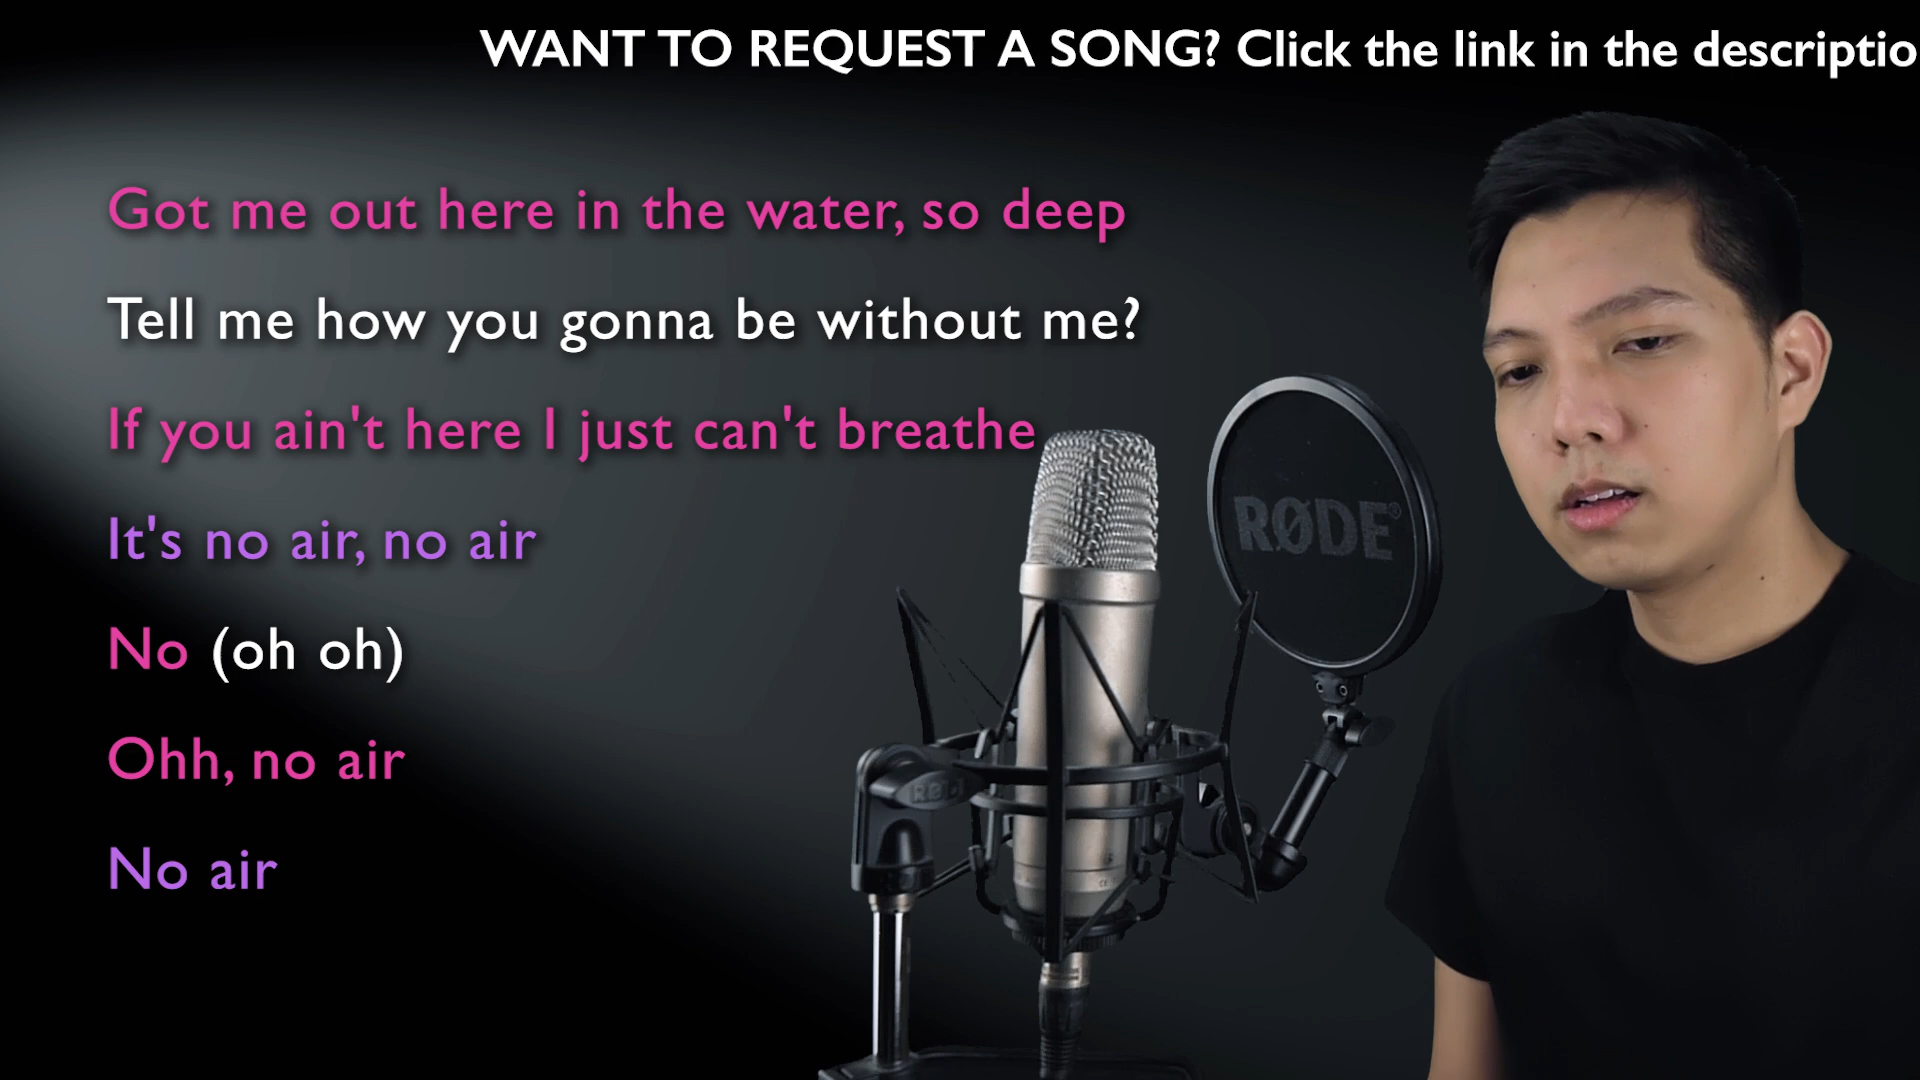 WANT TO REQUEST A SONG? Click the link in the descriptio
Got me out here in the water, so deep
Tell me how you gonna be without me?
If you ain't here I just can't breathe
It's no air, no air
No (oh oh)
Ohh, no air
No air
RØDE®
RØDE